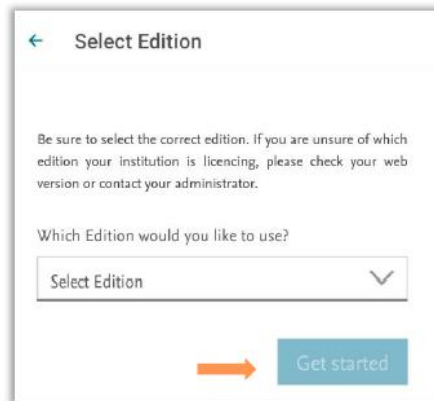 Select Edition
Be sure to select the correct edition. If you are unsure of which
edition your institution is licencing, please check your web
version or contact your administrator.
Which Edition would you like to use?
Select Edition
Get started